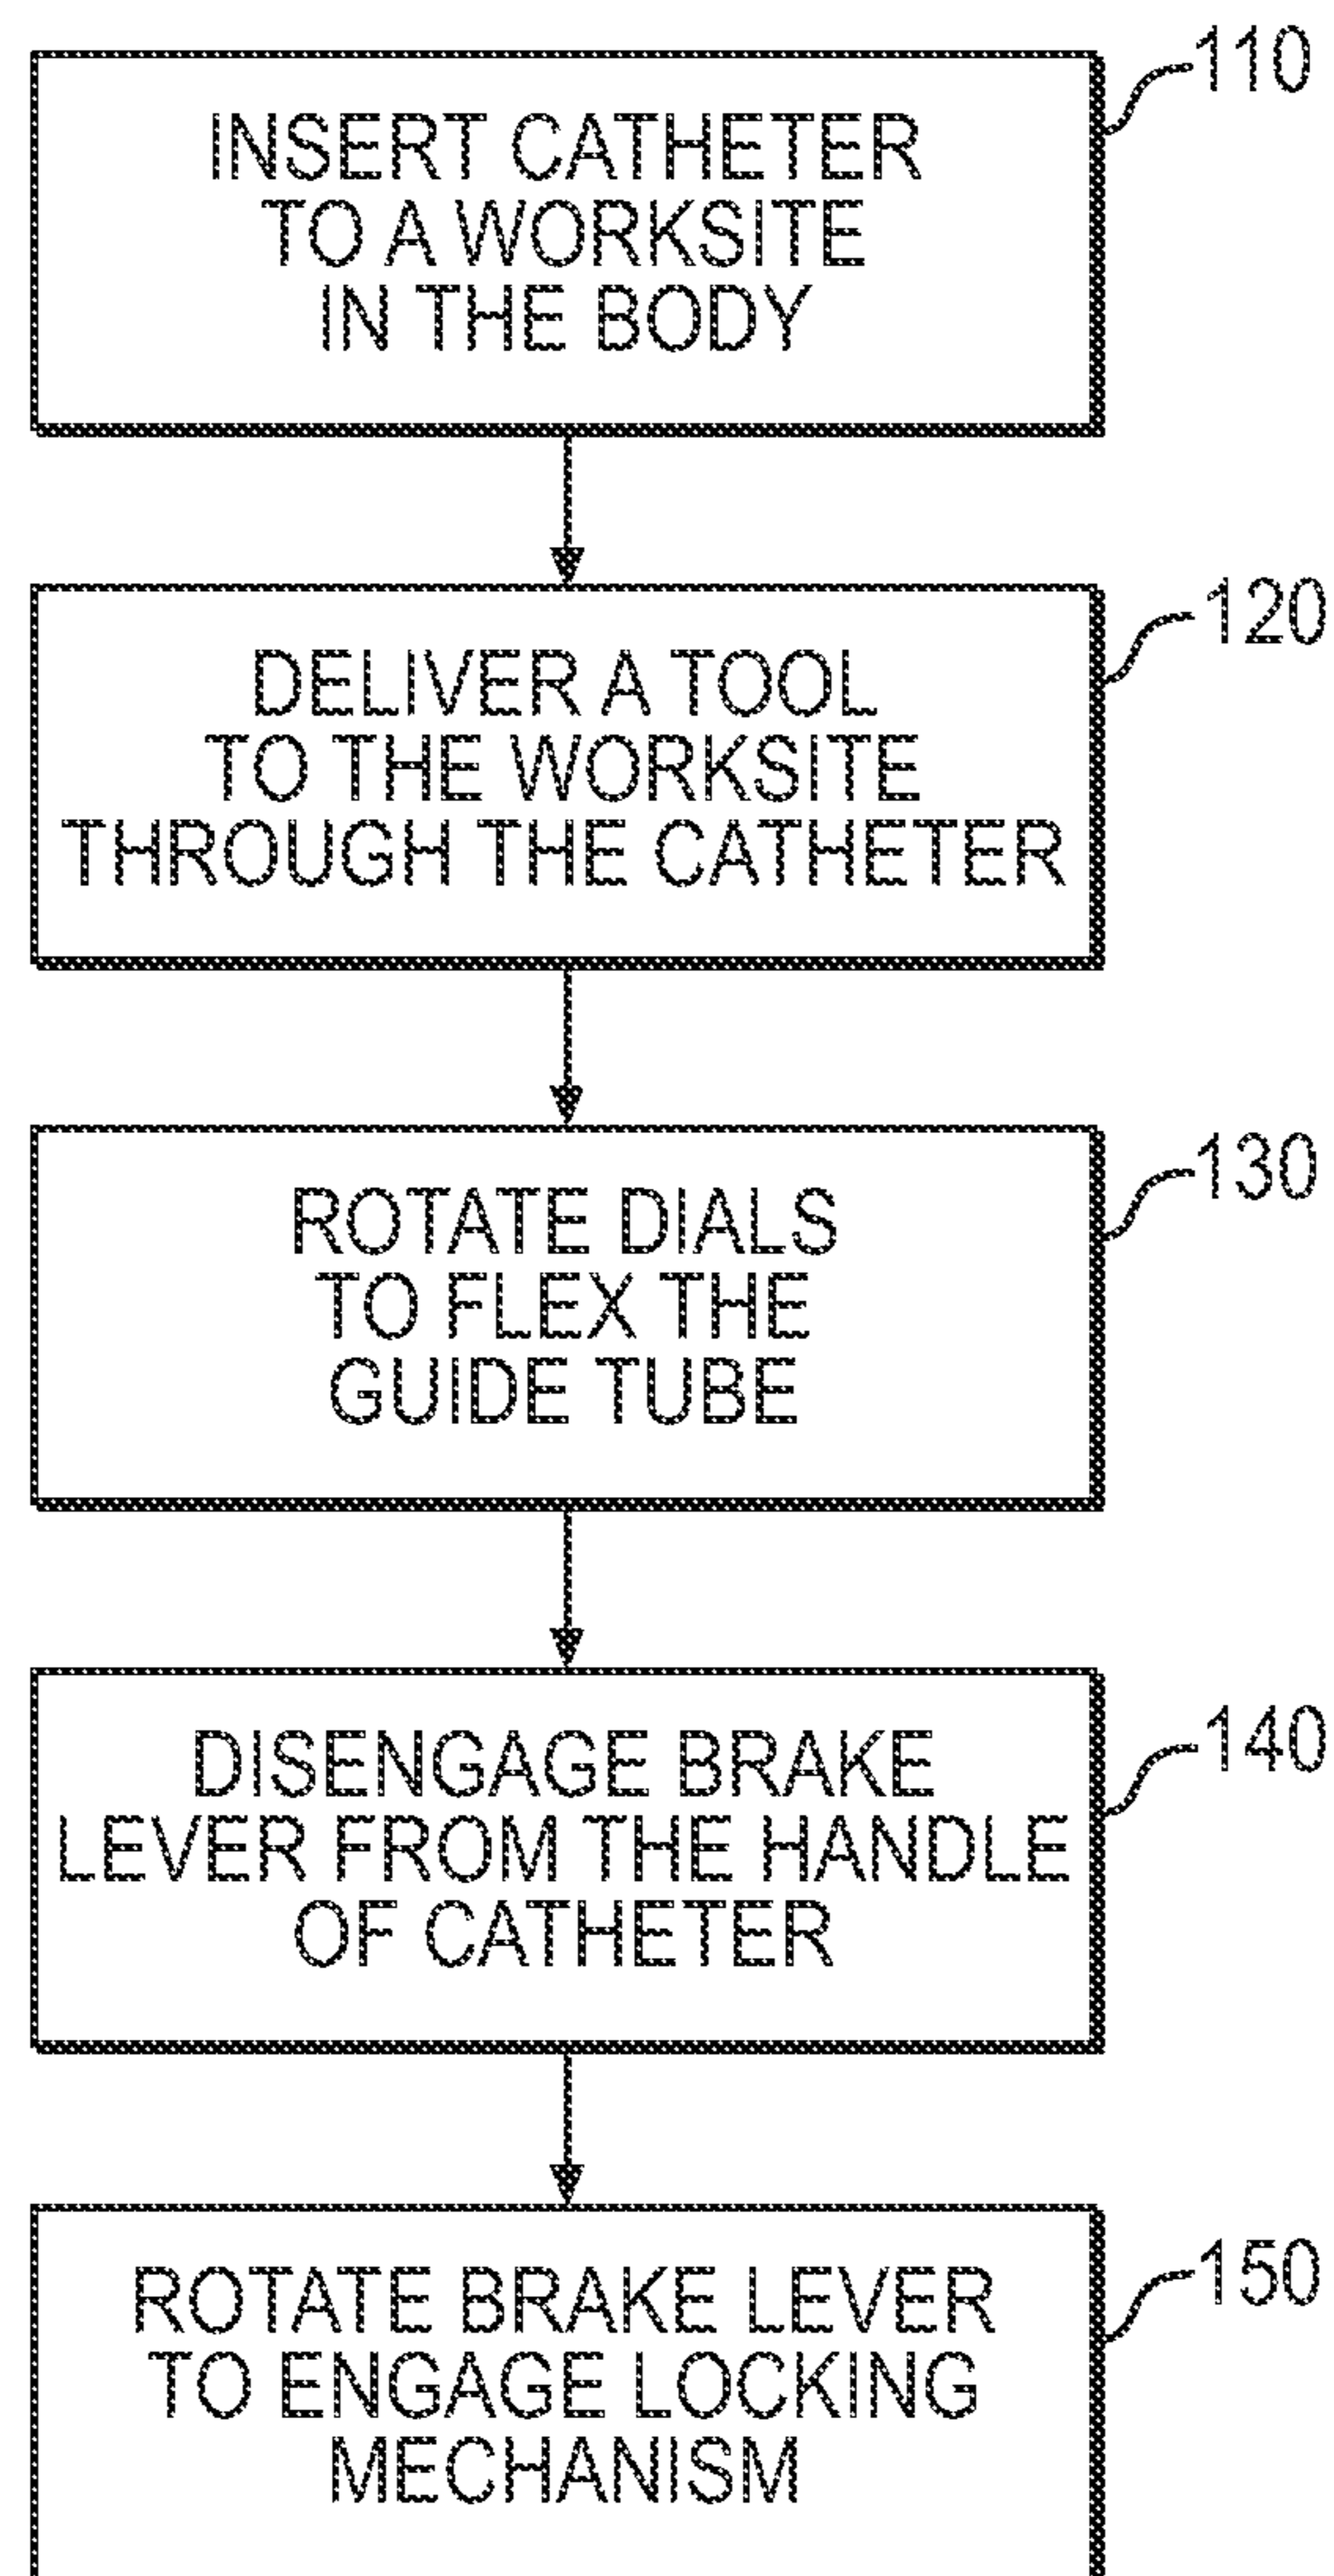 110
INSERT CATHETER
TO A WORKSITE
IN THE BODY
120
DELIVER A TOOL
TO THE WORKSITE
THROUGH THE CATHETER
130
ROTATE DIALS
TO FLEX THE
GUIDE TUBE
140
DISENGAGE BRAKE
LEVER FROM THE HANDLE
OF CATHETER
150
ROTATE BRAKE LEVER
TO ENGAGE LOCKING
MECHANISM